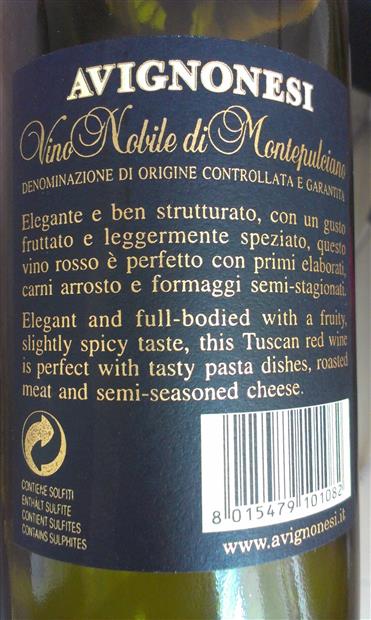 AVIGNONESI
Vino Nobile di Montepulciano
DENOMINAZIONE DI ORIGINE CONTROLLATA E GARANTITA
Elegante e ben strutturato, con un gusto
fruttato e leggermente speziato, questo
vino rosso è perfetto con primi elaborati,
carni arrosto e formaggi semi-stagionati.
Elegant and full-bodied with a fruity,
slightly spicy taste, this Tuscan red wine
is perfect with tasty pasta dishes, roasted
meat and semi-seasoned cheese.
CONTIENE SOLFITI
ENTHÄLT SULFITE
CONTIENT SULFITES
CONTAINS SULPHITES
8 015479 101082
www.avignonesi.it